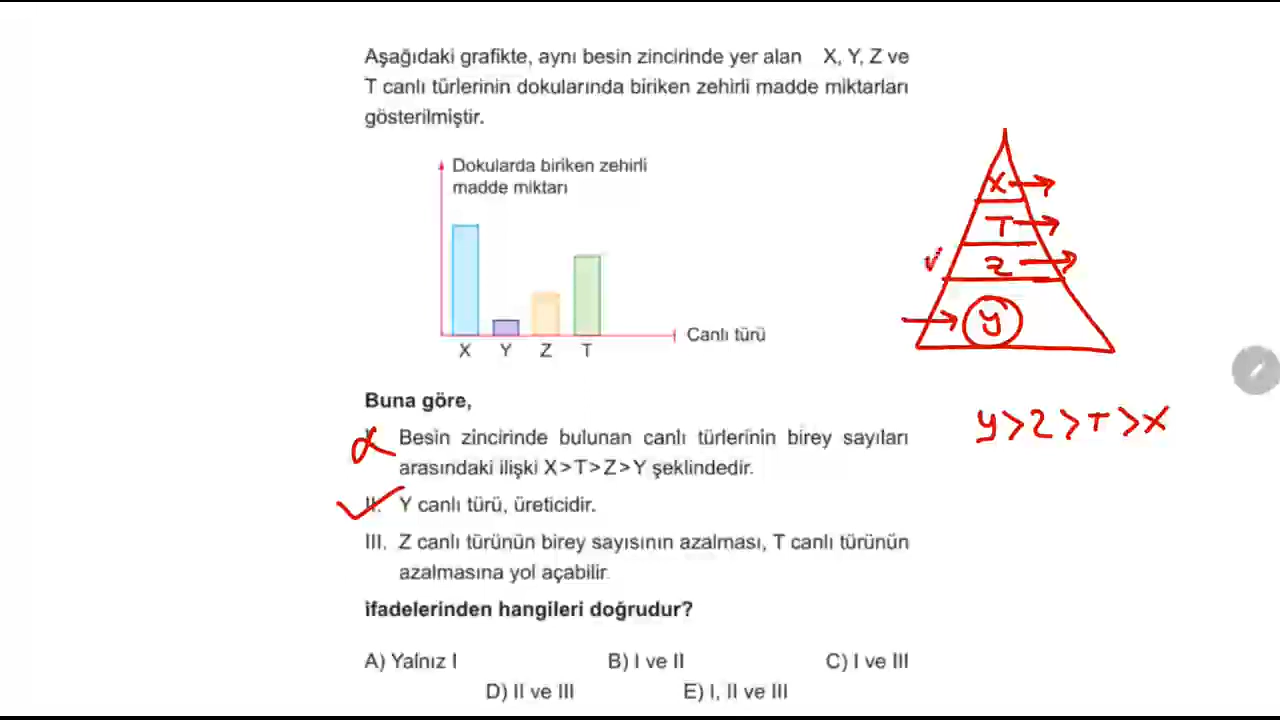 Aşağıdaki grafikte, aynı besin zincirinde yer alan X, Y, Z ve
T canlı türlerinin dokularında biriken zehirli madde miktarları
gösterilmiştir.
Dokularda biriken zehirli
madde miktarı
X Y Z T
Canlı türü
X
T
Z
Y
Buna göre,
I. Besin zincirinde bulunan canlı türlerinin birey sayıları
arasındaki ilişki X>T>Z>Y şeklindedir.
II. Y canlı türü, üreticidir.
III. Z canlı türünün birey sayısının azalması, T canlı türünün
azalmasına yol açabilir.
y>Z>T>X
ifadelerinden hangileri doğrudur?
A) Yalnız I B) I ve II C) I ve III
D) II ve III E) I, II ve III